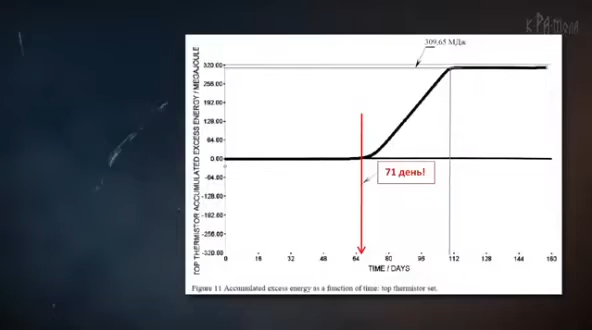 к РА·мола
309,65 МДж
TOP THERMISTOR ACCUMULATED EXCESS ENERGY / MEGAJOULE
320.00
256.00
192.00
128.00
64.00
0.00
-64.00
-128.00
-192.00
-256.00
-320.00
71 день!
0 16 32 48 64 80 96 112 128 144 160
TIME / DAYS
Figure 11 Accumulated excess energy as a function of time: top thermistor set.